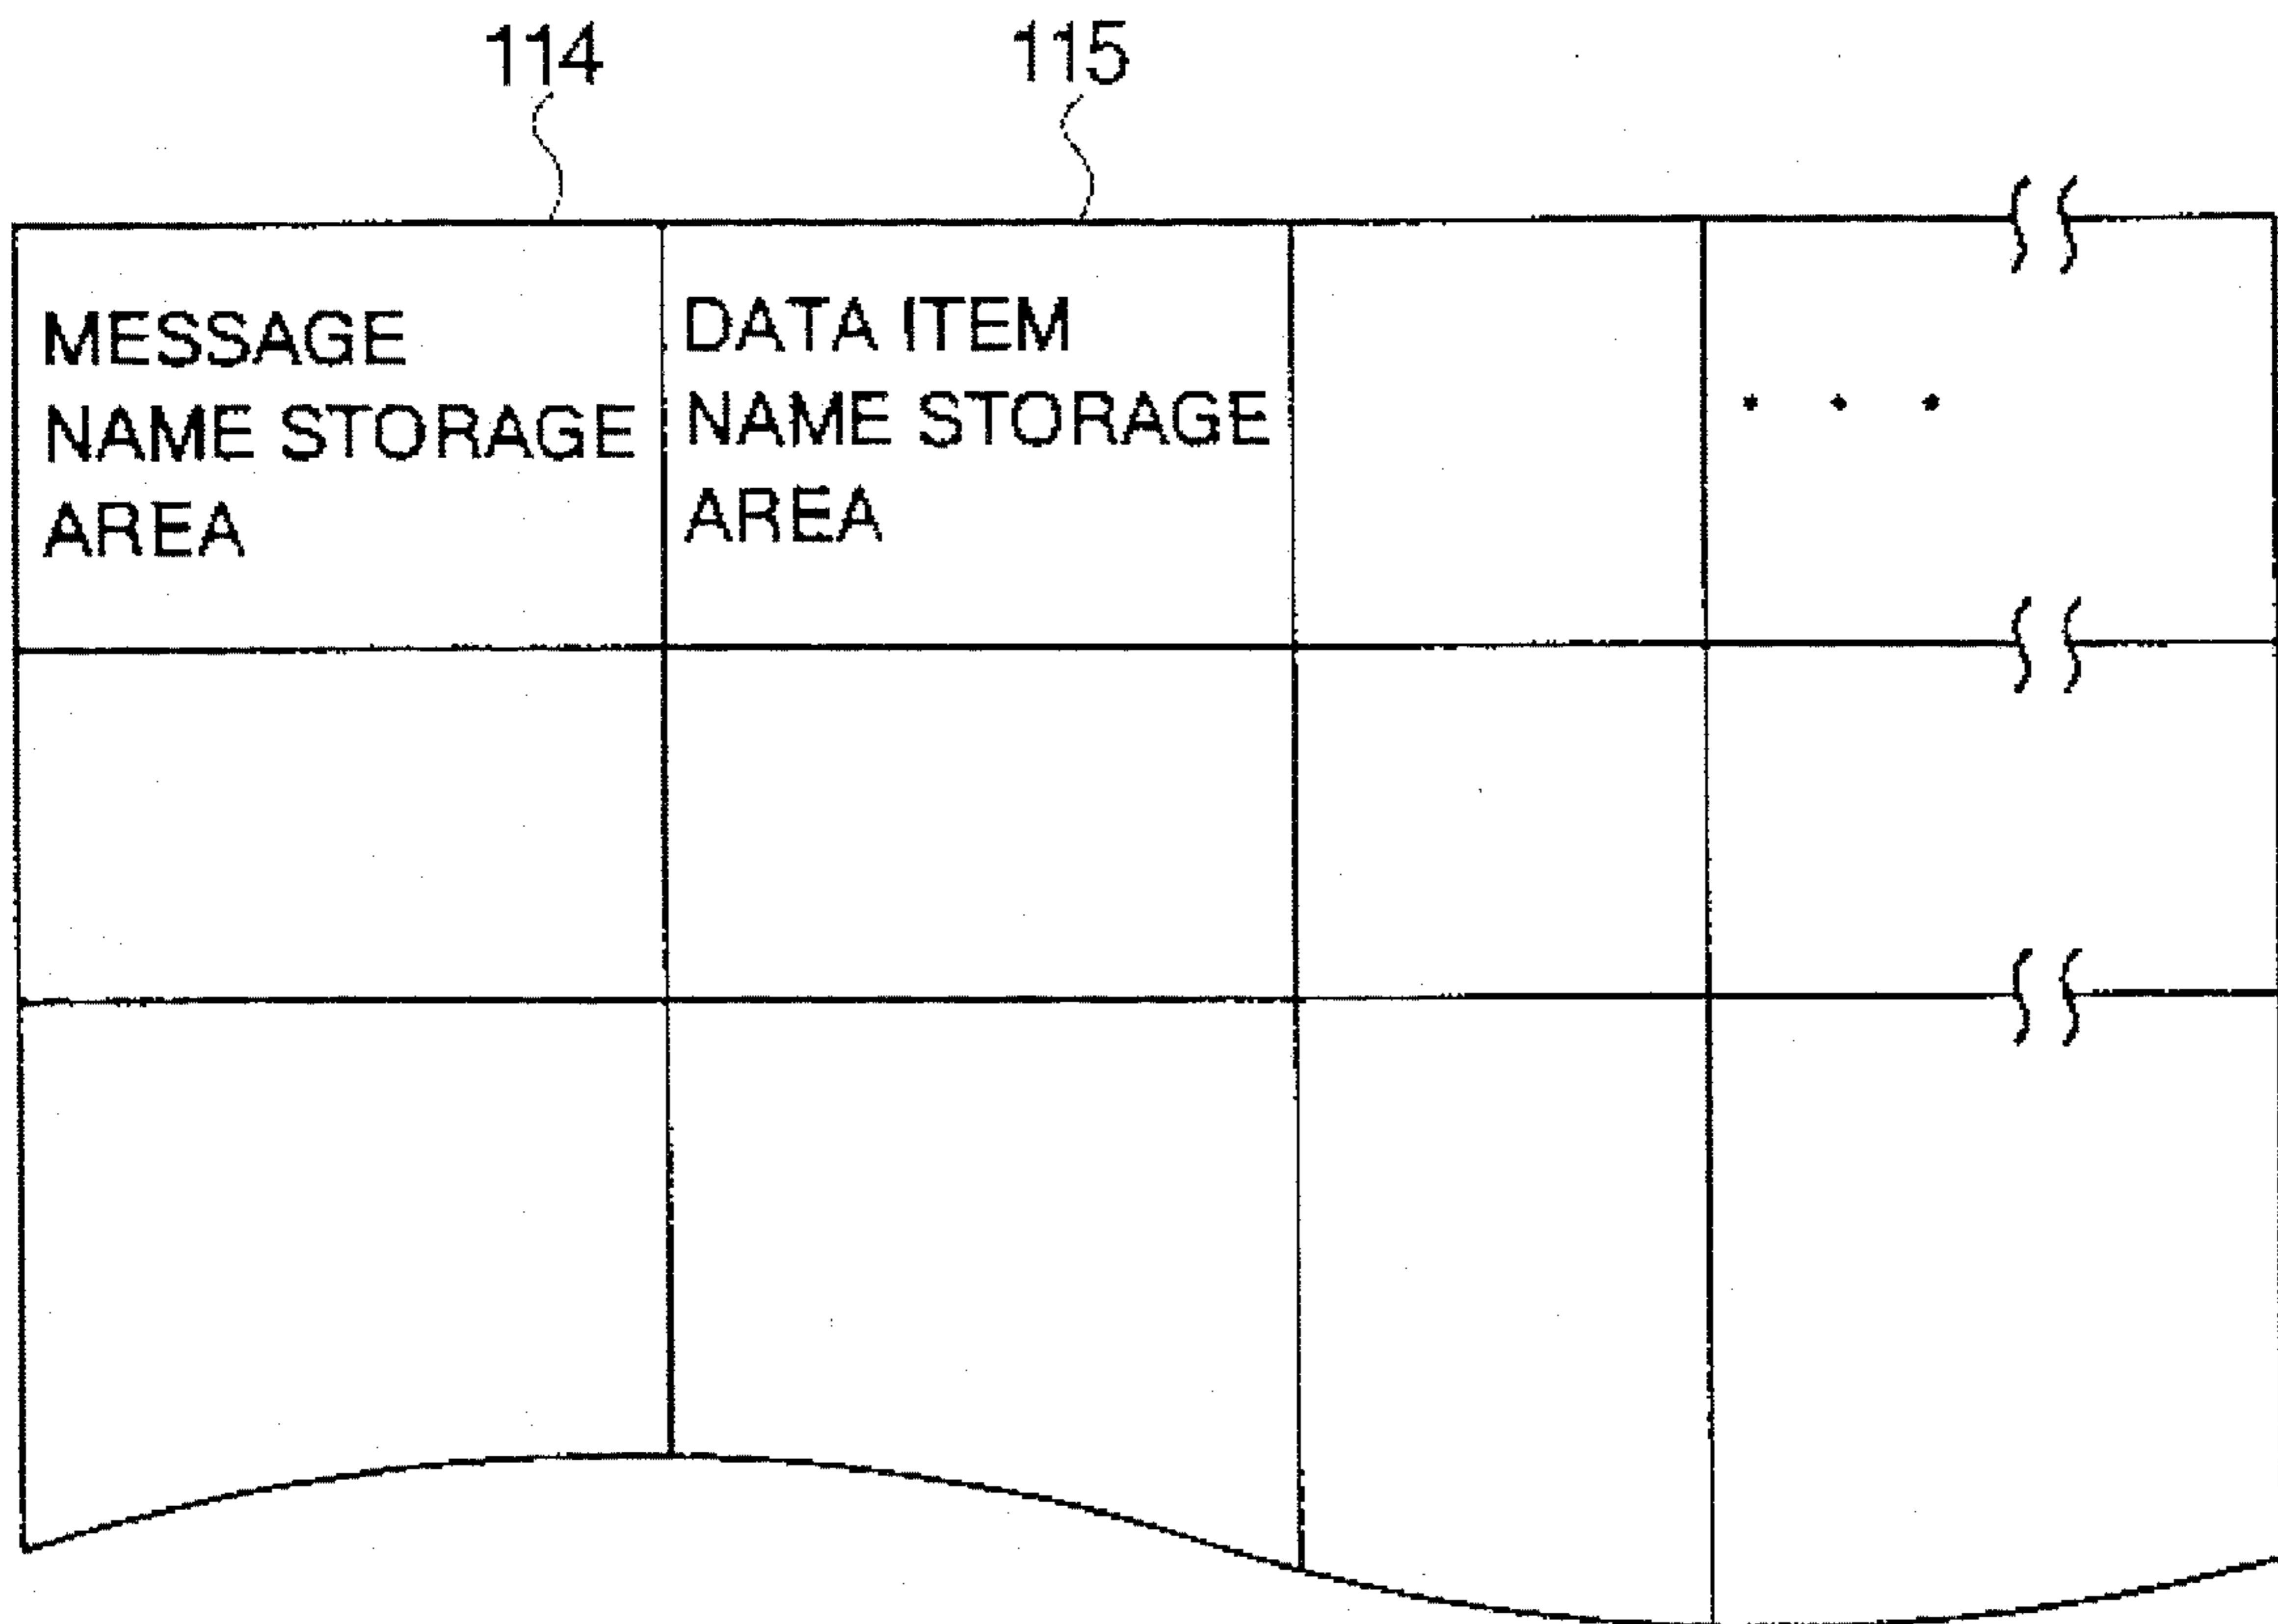 114
115
MESSAGE
NAME STORAGE
AREA
DATA ITEM
NAME STORAGE
AREA
. . .